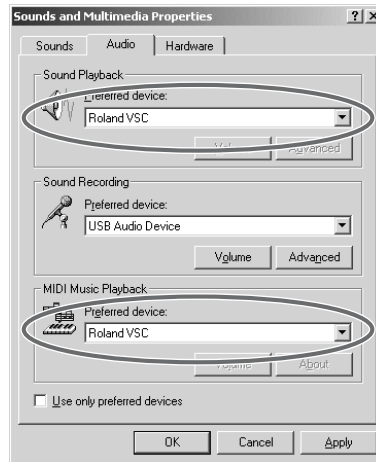 Sounds and Multimedia Properties
Sounds Audio Hardware
Sound Playback
Preferred device:
Roland VSC
Volume Advanced
Sound Recording
Preferred device:
USB Audio Device
Volume Advanced
MIDI Music Playback
Preferred device:
Roland VSC
Volume About
Use only preferred devices
OK Cancel Apply